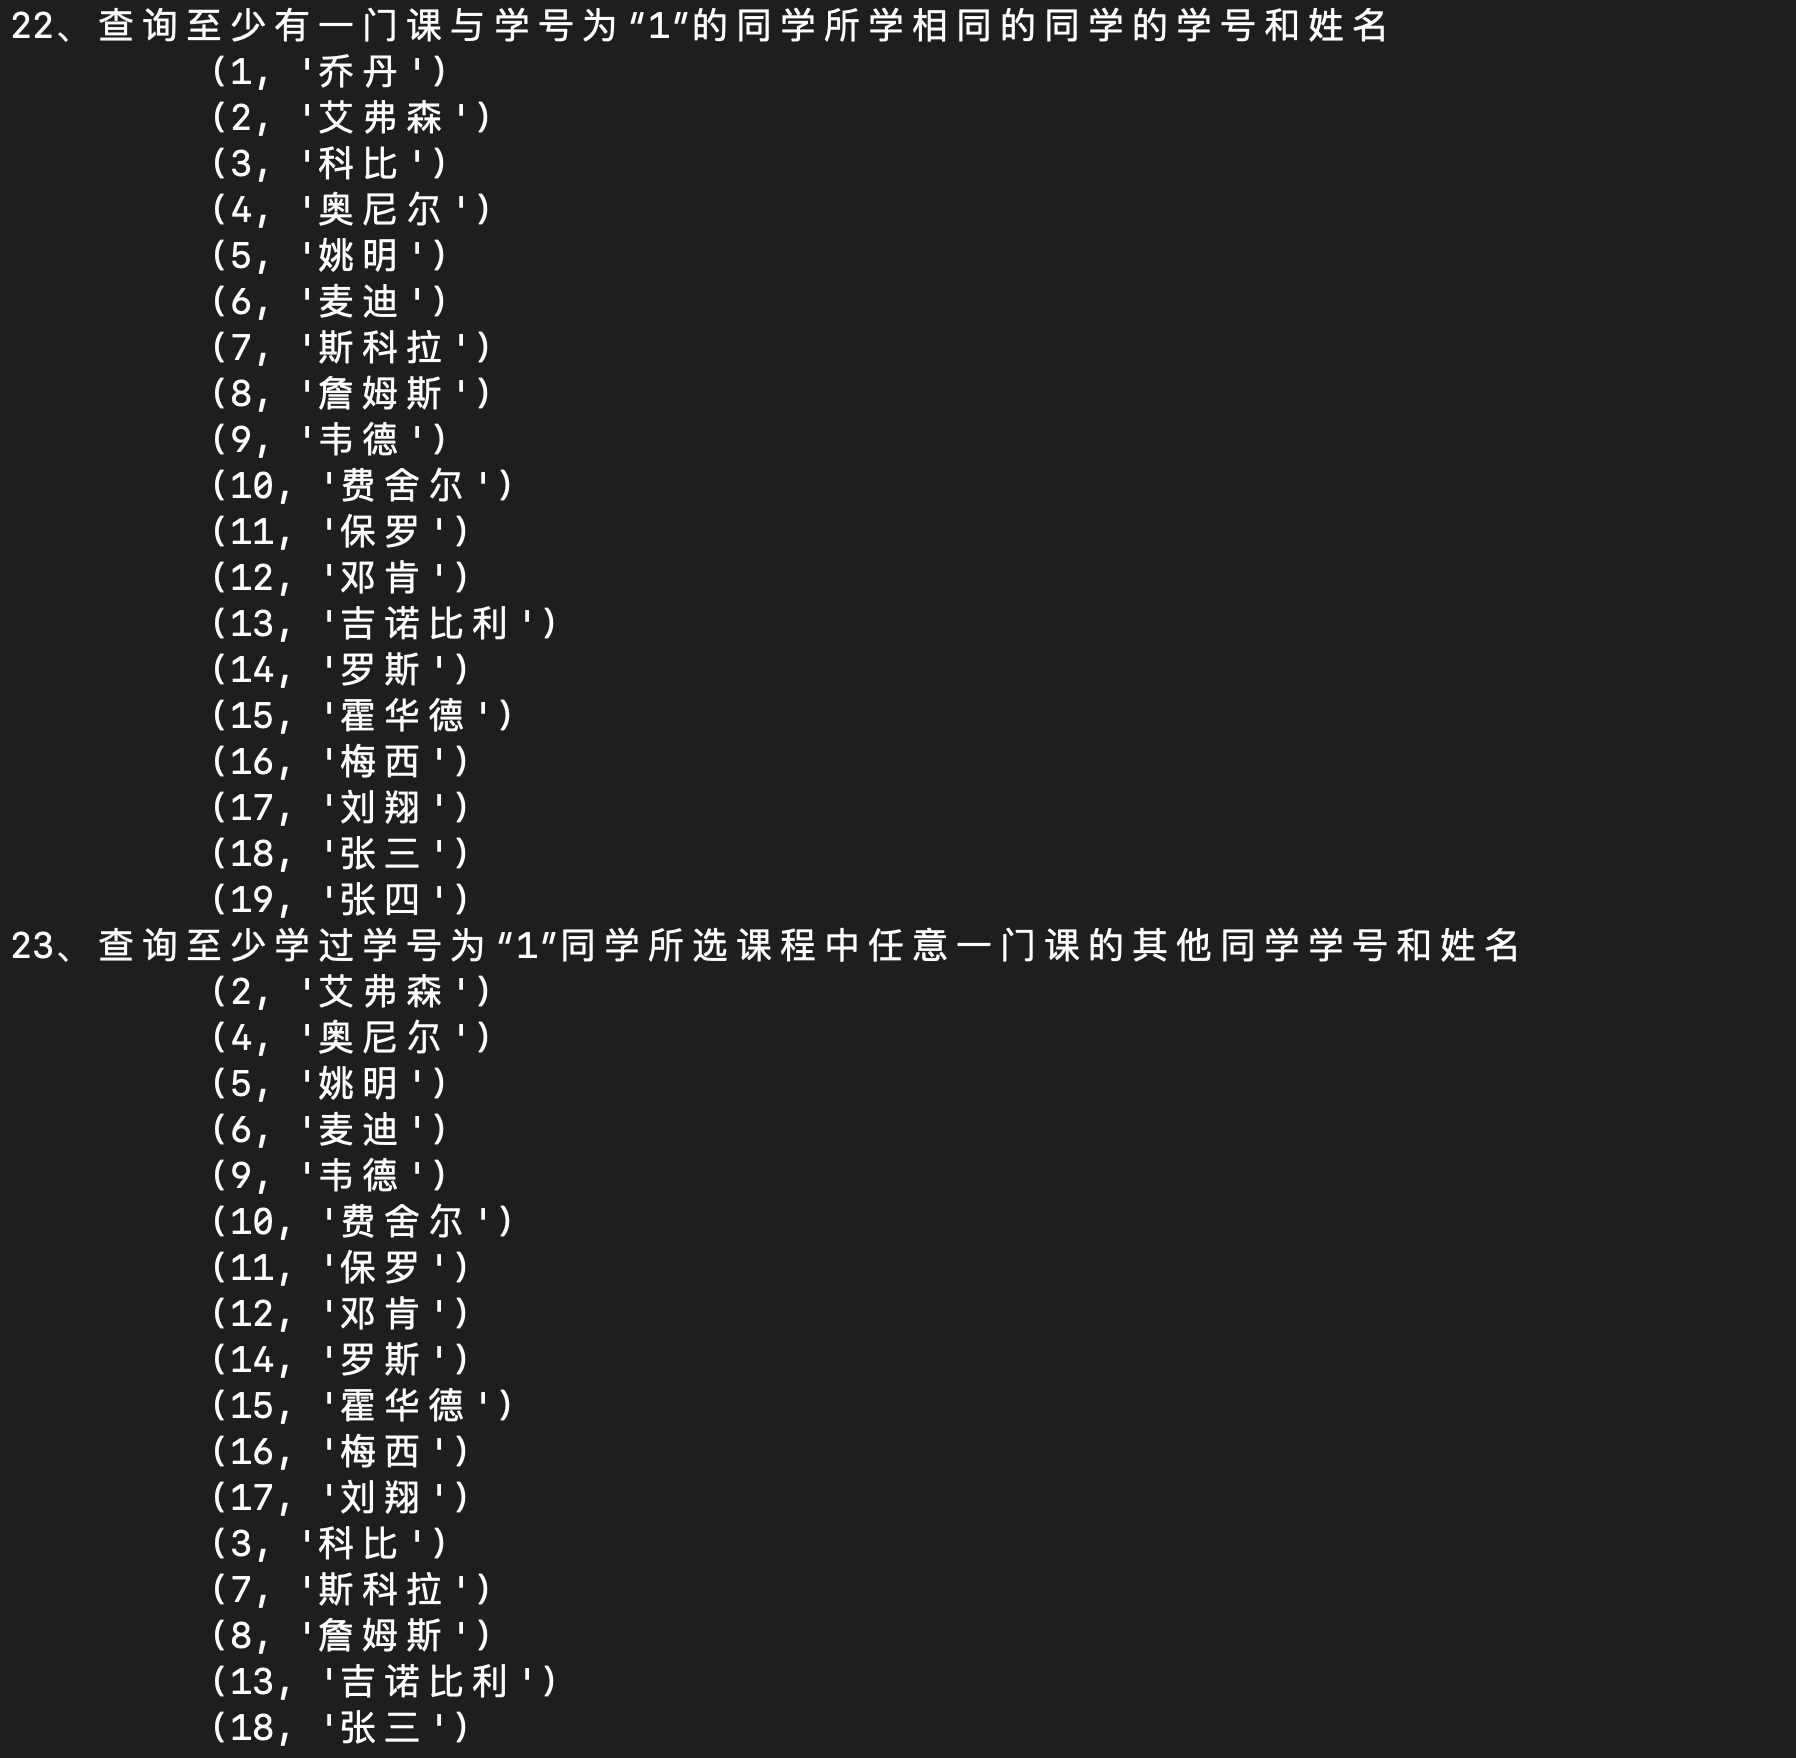 22、查询至少有一门课与学号为“1”的同学所学相同的同学的学号和姓名
(1, '乔丹')
(2, '艾弗森')
(3, '科比')
(4, '奥尼尔')
(5, '姚明')
(6, '麦迪')
(7, '斯科拉')
(8, '詹姆斯')
(9, '韦德')
(10, '费舍尔')
(11, '保罗')
(12, '邓肯')
(13, '吉诺比利')
(14, '罗斯')
(15, '霍华德')
(16, '梅西')
(17, '刘翔')
(18, '张三')
(19, '张四')
23、查询至少学过学号为“1”同学所选课程中任意一门课的其他同学学号和姓名
(2, '艾弗森')
(4, '奥尼尔')
(5, '姚明')
(6, '麦迪')
(9, '韦德')
(10, '费舍尔')
(11, '保罗')
(12, '邓肯')
(14, '罗斯')
(15, '霍华德')
(16, '梅西')
(17, '刘翔')
(3, '科比')
(7, '斯科拉')
(8, '詹姆斯')
(13, '吉诺比利')
(18, '张三')